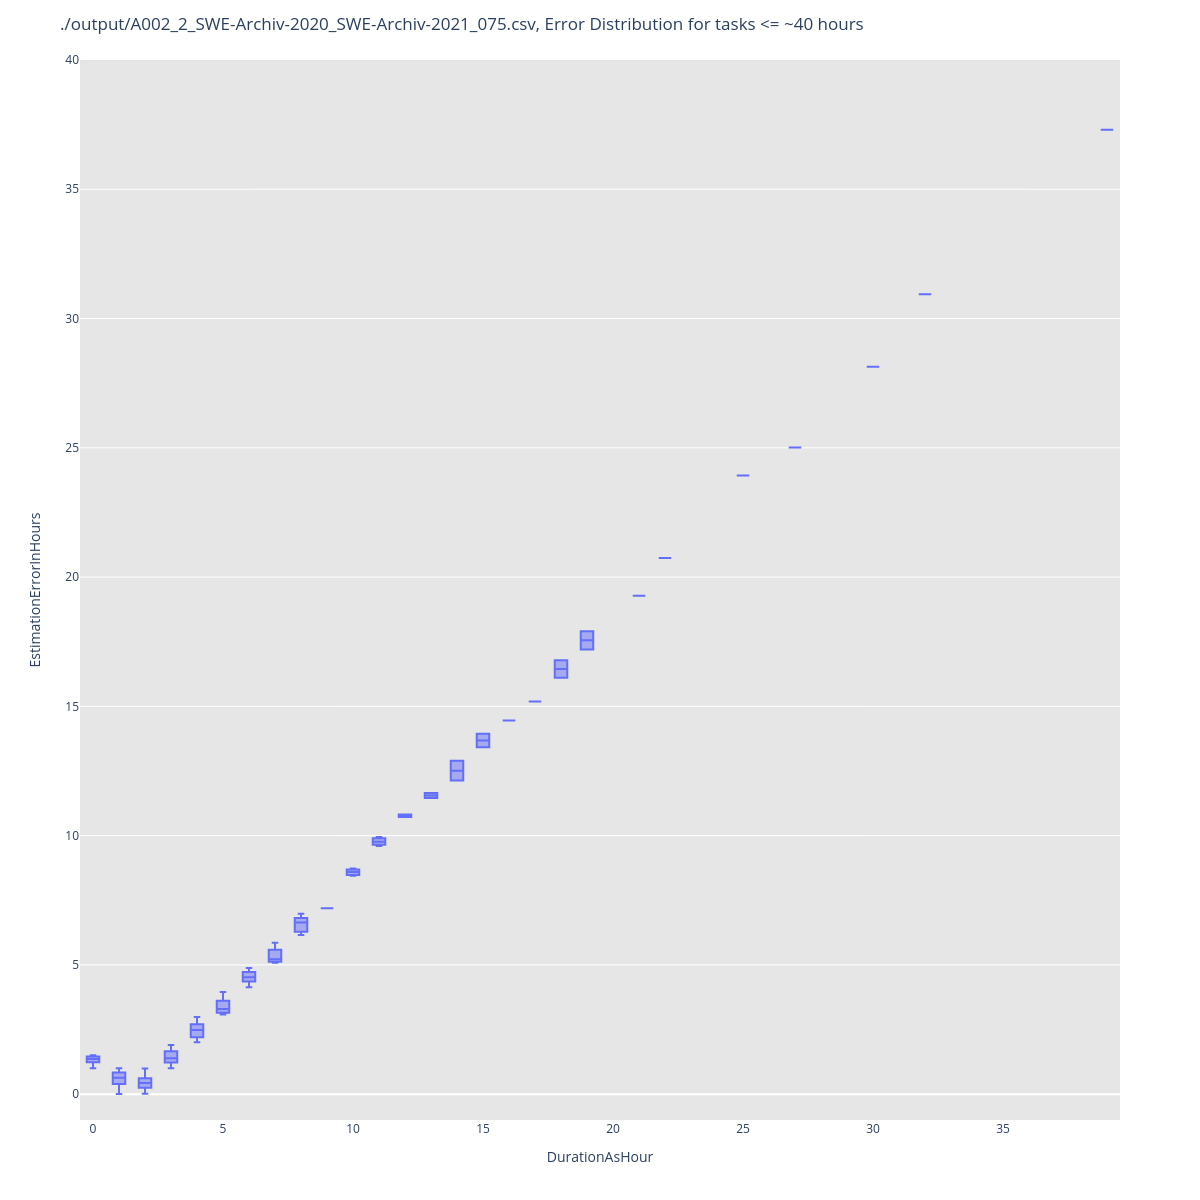 ./output/A002_2_SWE-Archiv-2020_SWE-Archiv-2021_075.csv, Error Distribution for tasks <= ~40 hours
40
35
30
25
20
15
10
5
0
EstimationErrorInHours
0 5 10 15 20 25 30 35
DurationAsHour